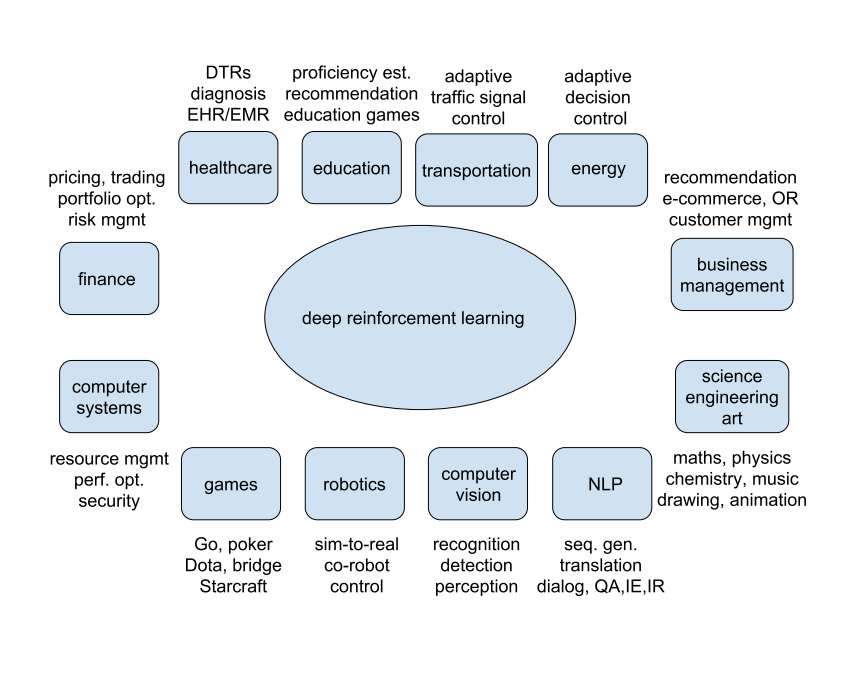 DTRs
diagnosis
EHR/EMR
healthcare
proficiency est.
recommendation
education games
education
adaptive
traffic signal
control
transportation
adaptive
decision
control
energy
pricing, trading
portfolio opt.
risk mgmt
finance
recommendation
e-commerce, OR
customer mgmt
business
management
deep reinforcement learning
computer
systems
resource mgmt
perf. opt.
security
science
engineering
art
maths, physics
chemistry, music
drawing, animation
games
Go, poker
Dota, bridge
Starcraft
robotics
sim-to-real
co-robot
control
computer
vision
recognition
detection
perception
NLP
seq. gen.
translation
dialog, QA,IE,IR